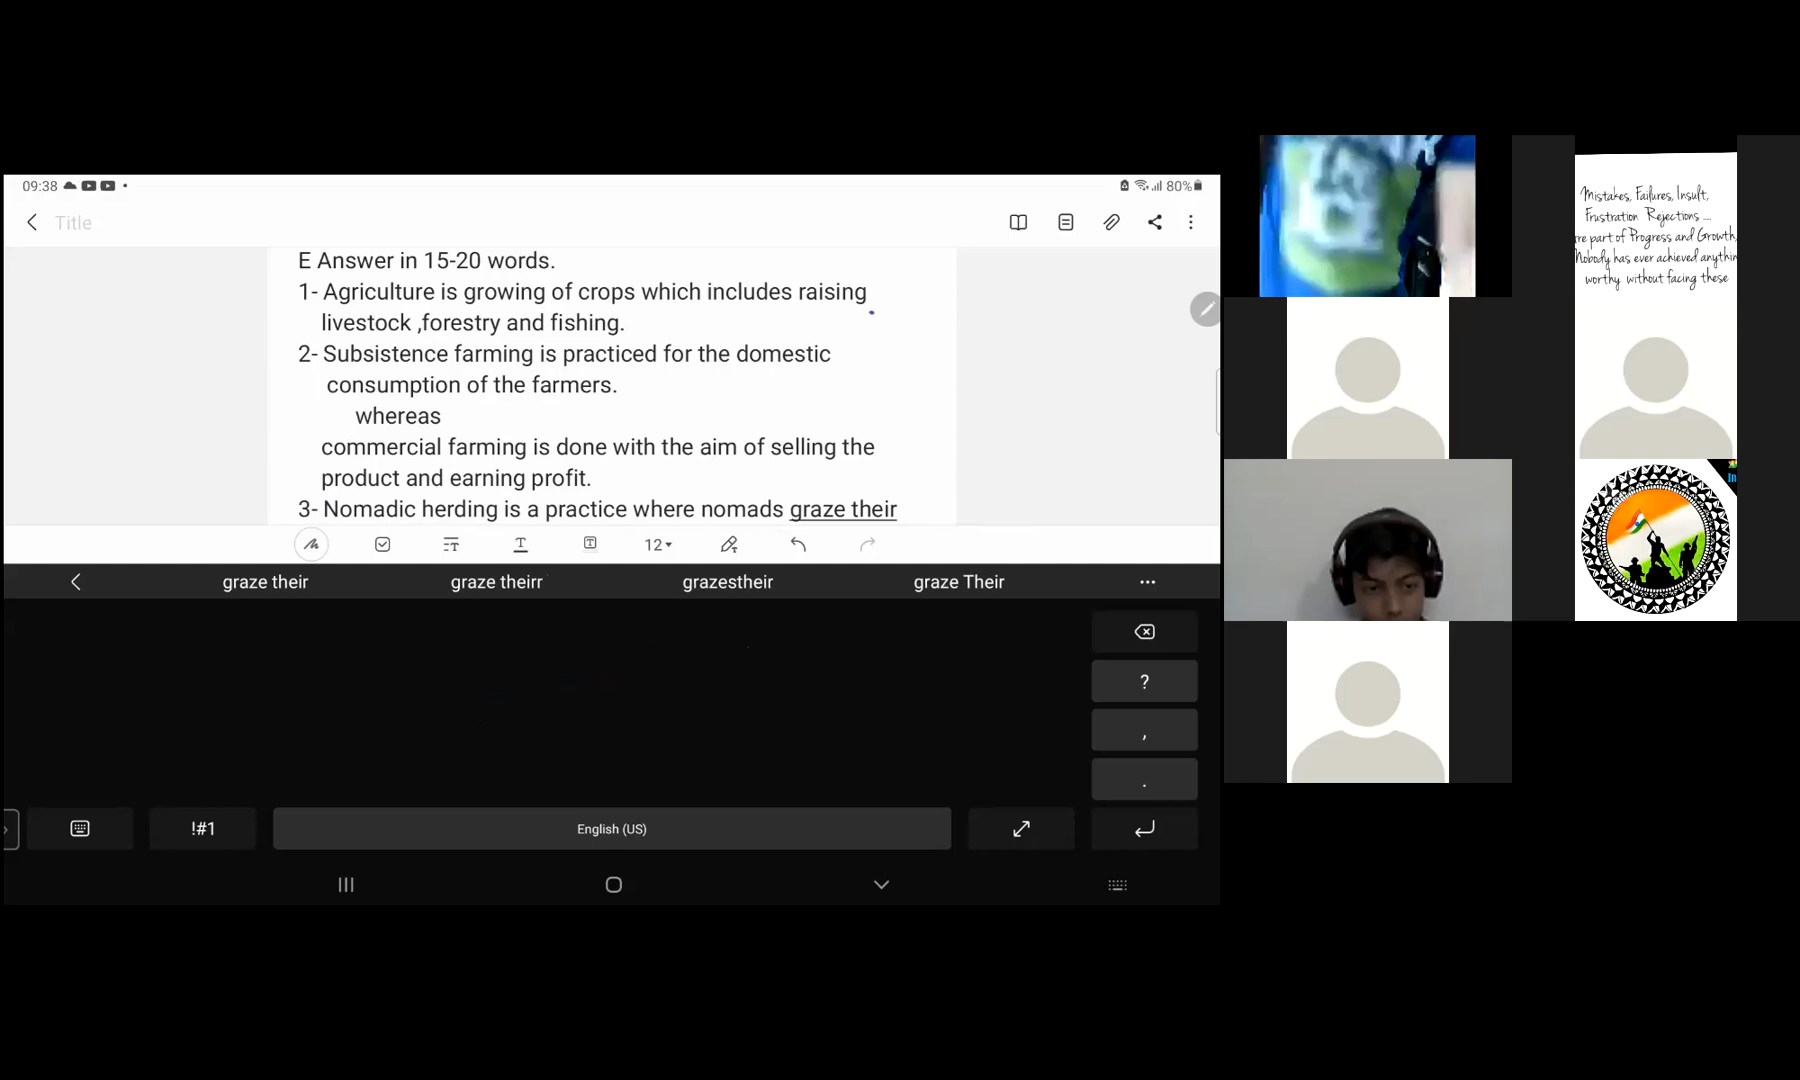 09:38
80%
Title
E Answer in 15-20 words.
1- Agriculture is growing of crops which includes raising
livestock ,forestry and fishing.
2- Subsistence farming is practiced for the domestic
consumption of the farmers.
whereas
commercial farming is done with the aim of selling the
product and earning profit.
3- Nomadic herding is a practice where nomads graze their
12
graze their
graze theirr
grazestheir
graze Their
?
,
.
!#1
English (US)
Mistakes, Failures, Insult,
Frustration Rejections ....
re part of Progress and Growth,
Nobody has ever achieved anythin
worthy without facing these
In